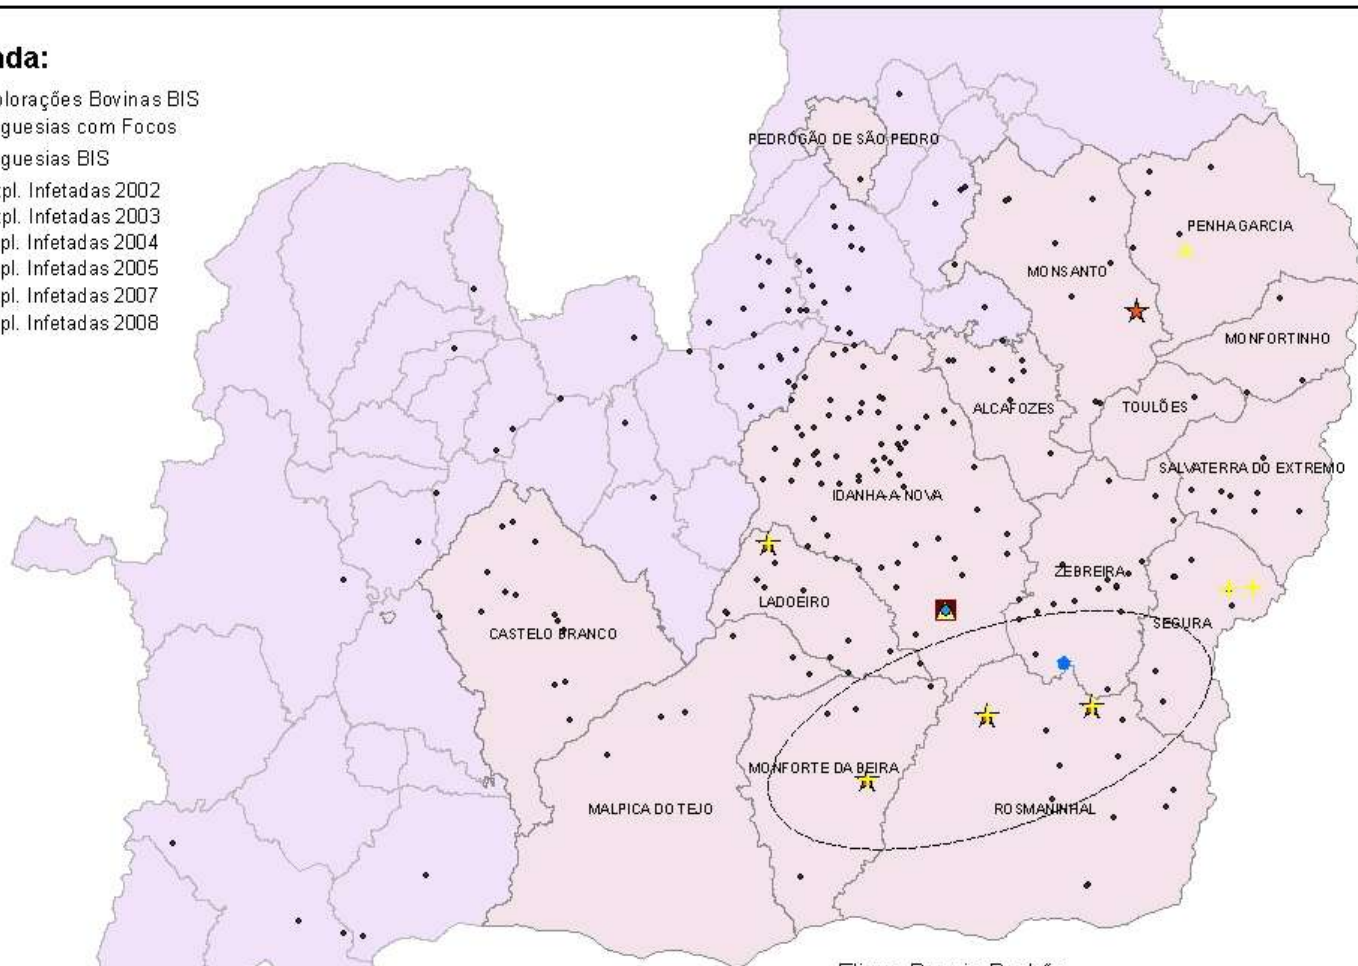 nda:
plorações Bovinas BIS
guesias com Focos
guesias BIS
pl. Infetadas 2002
pl. Infetadas 2003
pl. Infetadas 2004
pl. Infetadas 2005
pl. Infetadas 2007
pl. Infetadas 2008
PEDRÓGÃO DE SÃO PEDRO
PENHA GARCIA
MONSANTO
MONFORTINHO
ALCAFOZES
TOULÕES
SALVATERRA DO EXTREMO
IDANHA-A-NOVA
ZEBREIRA
LADOEIRO
SEGURA
CASTELO BRANCO
MONFORTE DA BEIRA
MALPICA DO TEJO
ROSMANINHAL